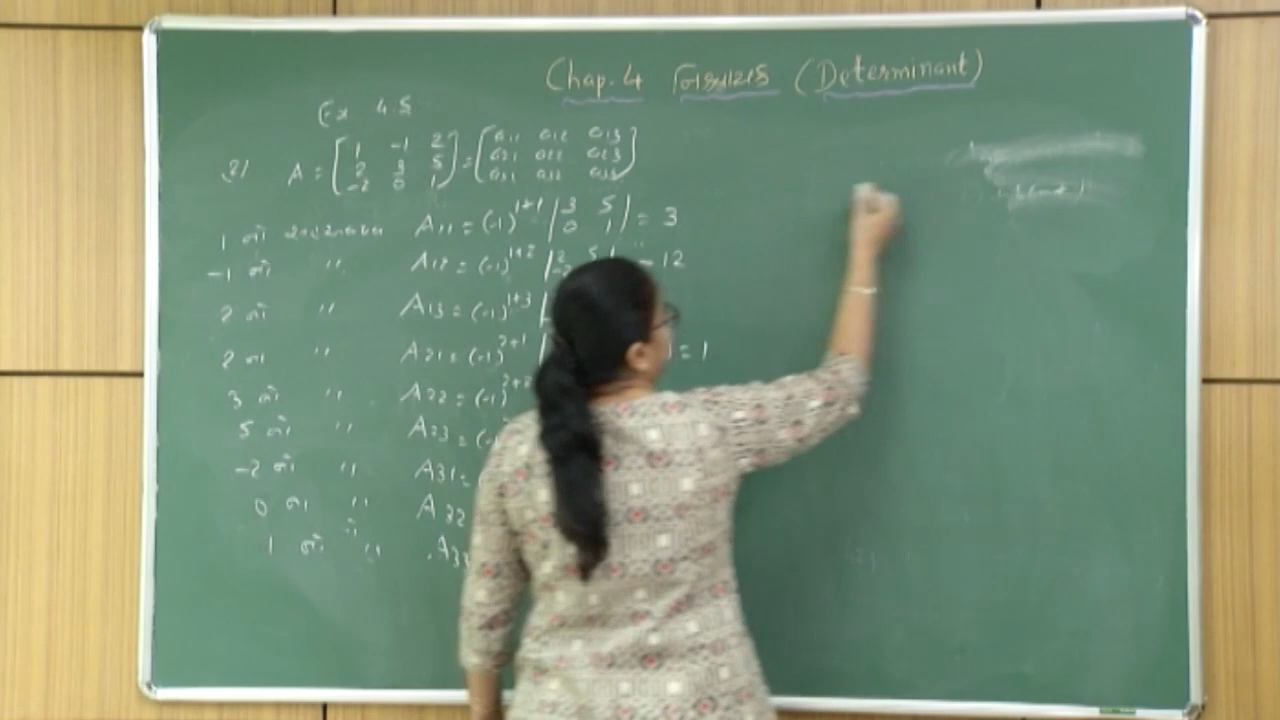 Chap. 4 નિશ્ચાયક (Determinant)
Ex 4.5
2) A = [1 -1 2 2 3 5 -2 0 1] = [a11 a12 a13 a21 a22 a23 a31 a32 a33]
1 નો સહઅવયવ A11 = (-1)^1+1 |3 5 0 1| = 3
-1 નો " A12 = (-1)^1+2 |2 5 -2 = -12
2 નો " A13 = (-1)^1+3 |
2 નો " A21 = (-1)^2+1 | = 1
3 નો " A22 = (-1)^2+2
5 નો " A23 = (-
-2 નો " A31 =
0 નો " A32
1 નો " A33